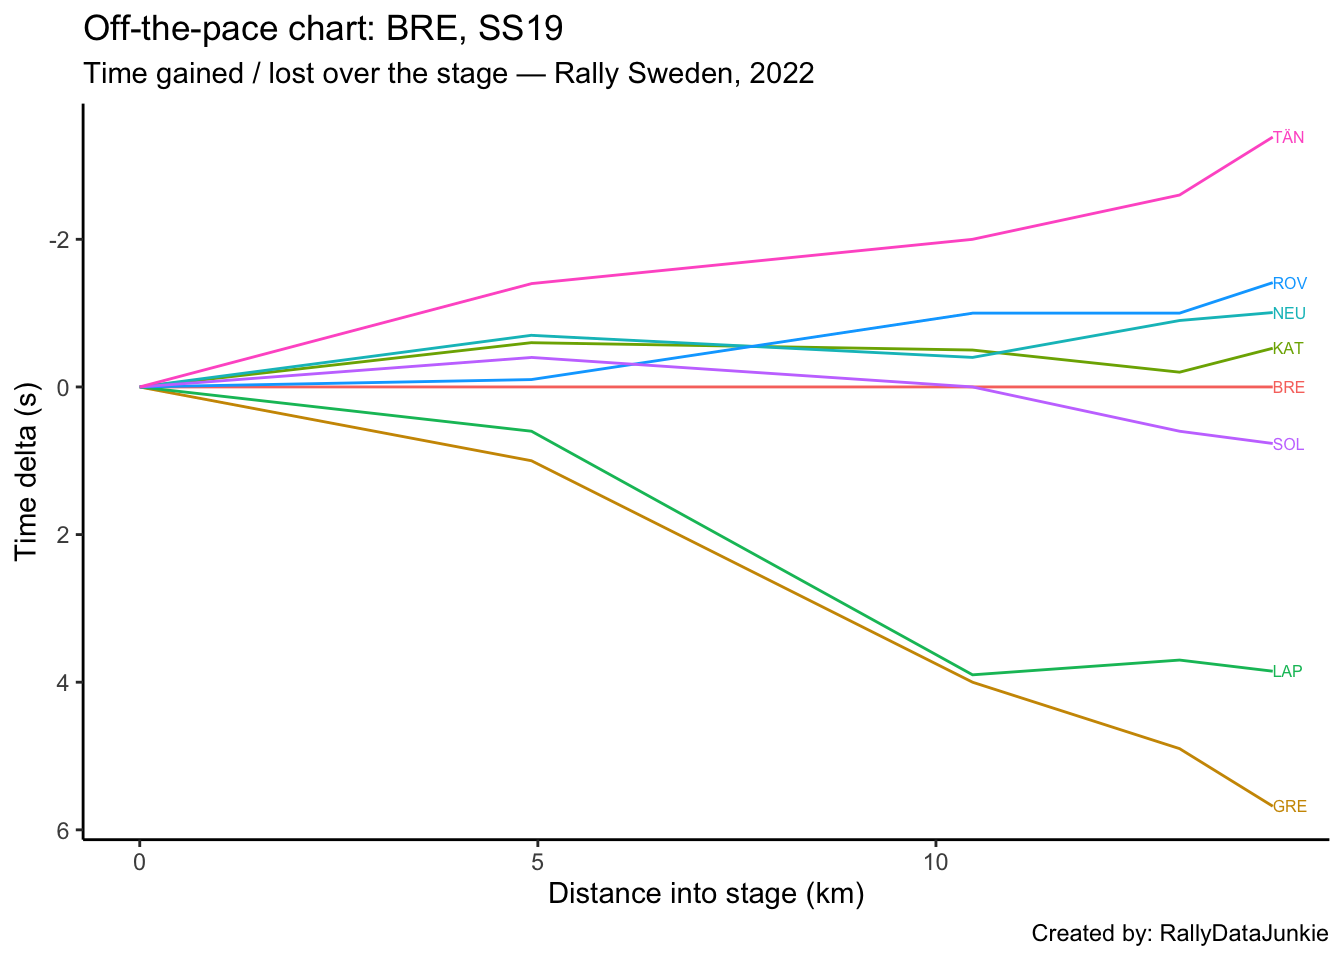 Off-the-pace chart: BRE, SS19
Time gained / lost over the stage — Rally Sweden, 2022
TÄN
-2
ROV
NEU
KAT
0
BRE
SOL
Time delta (s)
2
4
LAP
GRE
6
0 5 10
Distance into stage (km)
Created by: RallyDataJunkie